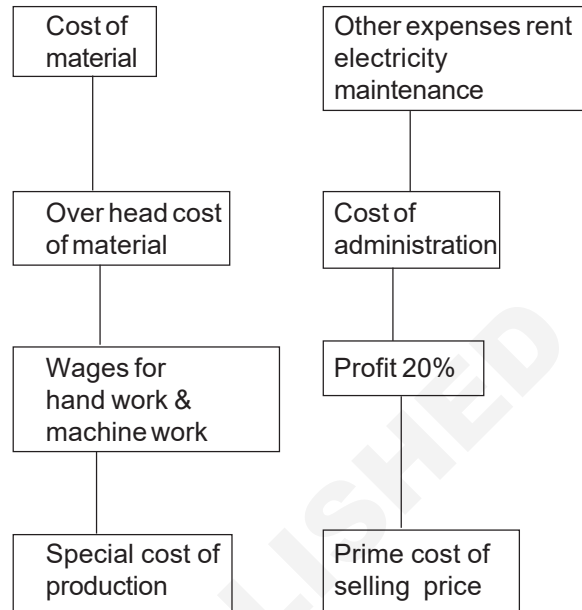 Cost of
material
Over head cost
of material
Wages for
hand work &
machine work
Special cost of
production
Other expenses rent
electricity
maintenance
Cost of
administration
Profit 20%
Prime cost of
selling price
LISHED